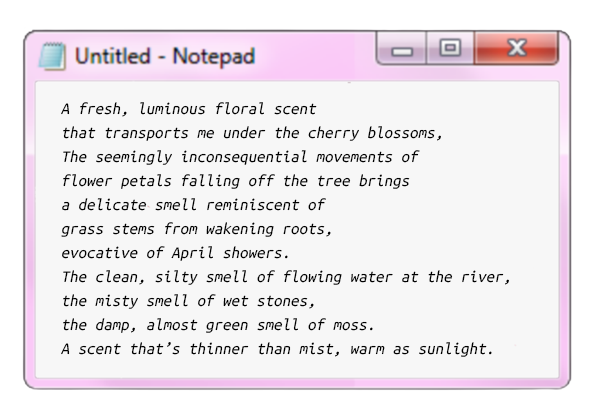 Untitled - Notepad
A fresh, luminous floral scent
that transports me under the cherry blossoms,
The seemingly inconsequential movements of
flower petals falling off the tree brings
a delicate smell reminiscent of
grass stems from wakening roots,
evocative of April showers.
The clean, silty smell of flowing water at the river,
the misty smell of wet stones,
the damp, almost green smell of moss.
A scent that’s thinner than mist, warm as sunlight.